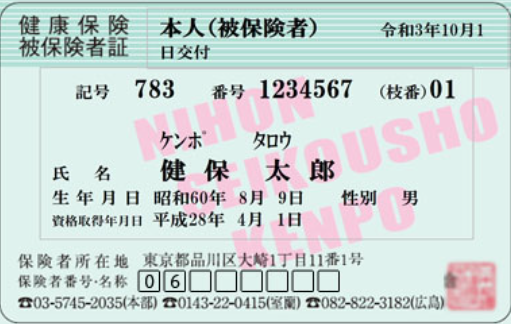 健康保険
被保険者証
本人(被保険者) 令和3年10月1
日交付
記号 783 番号 1234567 (枝番)01
NIHON
SEIKOUSHO
KENPO
ケンポ タロウ
氏名 健保 太郎
生年月日 昭和60年 8月 9日 性別 男
資格取得年月日 平成28年 4月 1日
保険者所在地 東京都品川区大崎1丁目11番1号
保険者番号・名称 06
☎03-5745-2035(本部) ☎0143-22-0415(室蘭) ☎082-822-3182(広島)